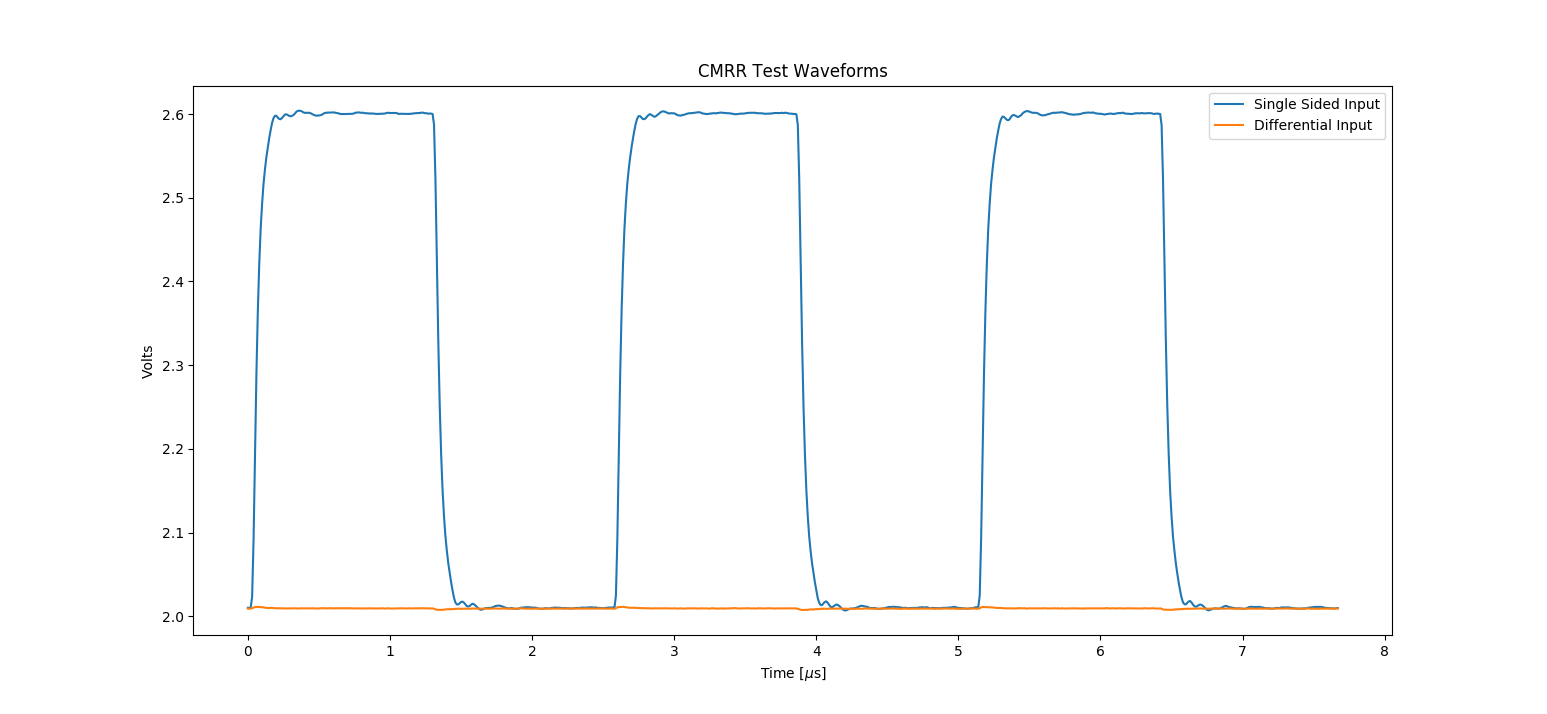 CMRR Test Waveforms
Single Sided Input
Differential Input
2.6
2.5
2.4
2.3
2.2
2.1
2.0
Volts
0 1 2 3 4 5 6 7 8
Time [μs]